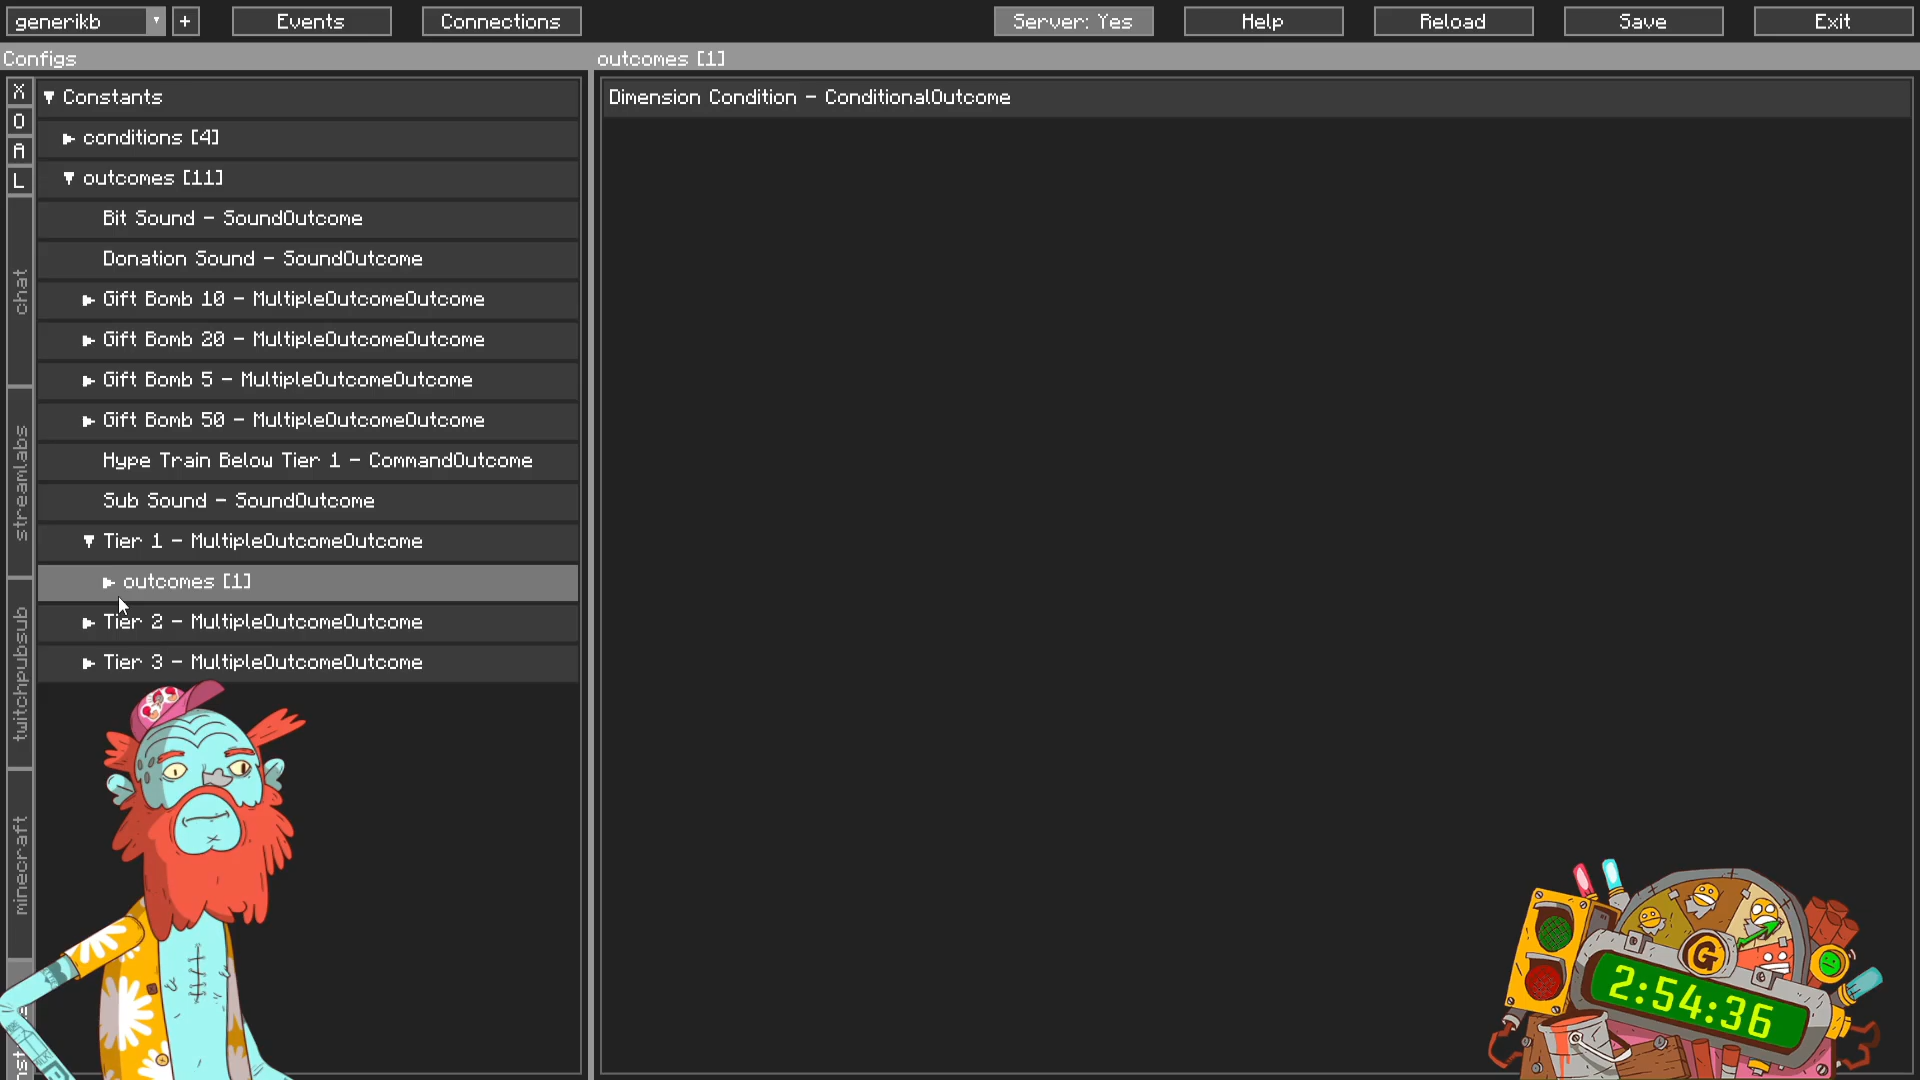 generikb
+
Events
Connections
Server: Yes
Help
Reload
Save
Exit
Configs
outcomes [1]
X
O
A
L
chat
streamlabs
twitchpubsub
minecraft
Constants
conditions [4]
outcomes [11]
Bit Sound - SoundOutcome
Donation Sound - SoundOutcome
Gift Bomb 10 - MultipleOutcomeOutcome
Gift Bomb 20 - MultipleOutcomeOutcome
Gift Bomb 5 - MultipleOutcomeOutcome
Gift Bomb 50 - MultipleOutcomeOutcome
Hype Train Below Tier 1 - CommandOutcome
Sub Sound - SoundOutcome
Tier 1 - MultipleOutcomeOutcome
outcomes [1]
Tier 2 - MultipleOutcomeOutcome
Tier 3 - MultipleOutcomeOutcome
Dimension Condition - ConditionalOutcome
G
2:54:36